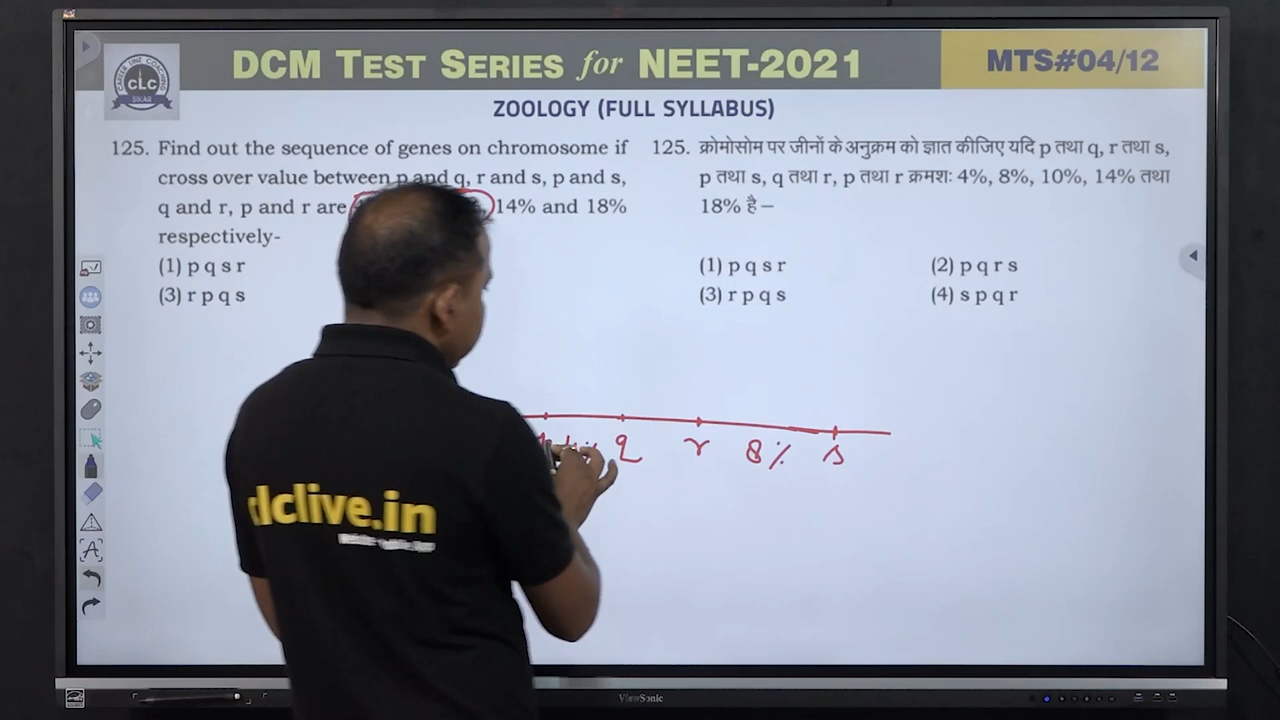 DCM TEST SERIES for NEET-2021
MTS#04/12
CAREER LINE COACHING
CLC
SIKAR
ZOOLOGY (FULL SYLLABUS)
125. Find out the sequence of genes on chromosome if
cross over value between p and q, r and s, p and s,
q and r, p and r are 14% and 18%
respectively-
(1) p q s r
(3) r p q s
125. क्रोमोसोम पर जीनों के अनुक्रम को ज्ञात कीजिए यदि p तथा q, r तथा s,
p तथा s, q तथा r, p तथा r क्रमशः 4%, 8%, 10%, 14% तथा
18% है –
(1) p q s r (2) p q r s
(3) r p q s (4) s p q r
q r 8% s
clclive.in
ViewSonic